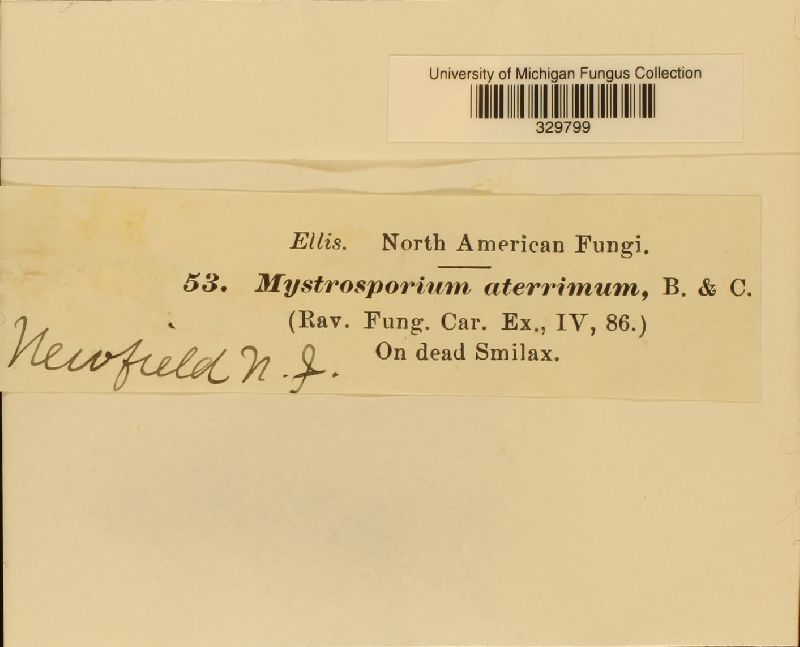 University of Michigan Fungus Collection
329799
Ellis. North American Fungi.
53. Mystrosporium aterrimum, B. & C.
(Rav. Fung. Car. Ex., IV, 86.)
On dead Smilax.
Newfield N. J.